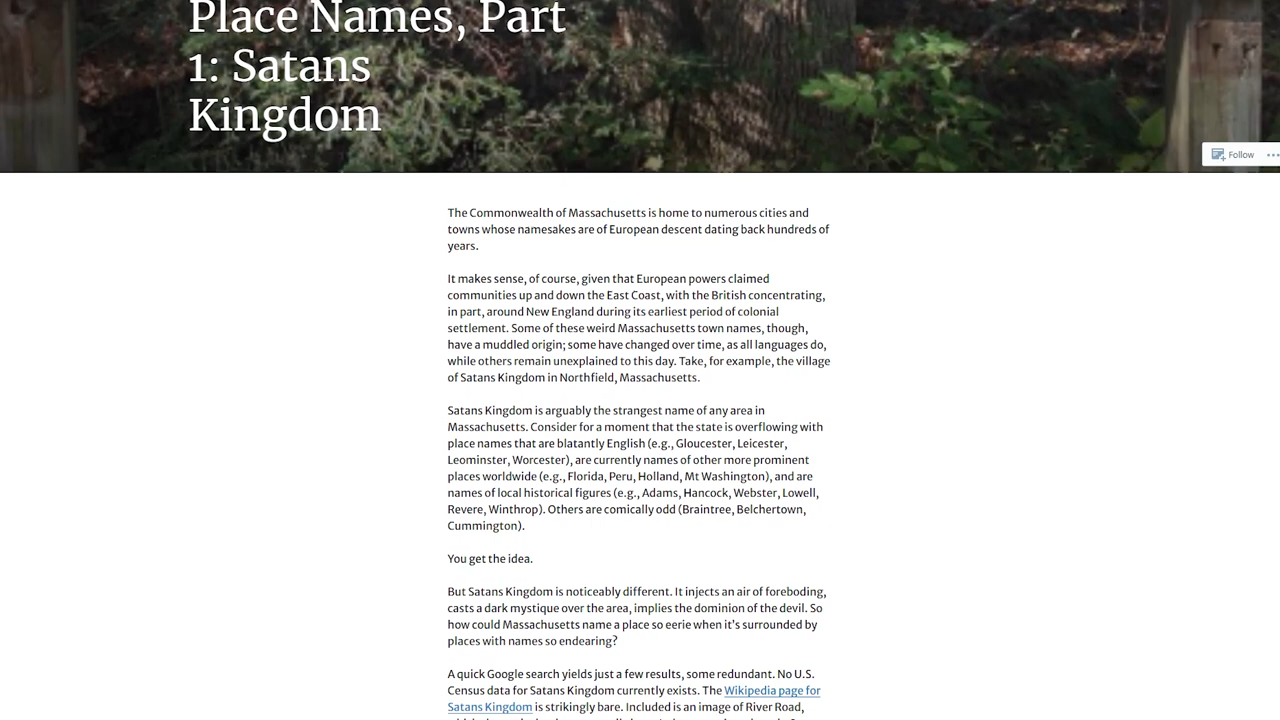 Place Names, Part
1: Satans
Kingdom
Follow
The Commonwealth of Massachusetts is home to numerous cities and
towns whose namesakes are of European descent dating back hundreds of
years.
It makes sense, of course, given that European powers claimed
communities up and down the East Coast, with the British concentrating,
in part, around New England during its earliest period of colonial
settlement. Some of these weird Massachusetts town names, though,
have a muddled origin; some have changed over time, as all languages do,
while others remain unexplained to this day. Take, for example, the village
of Satans Kingdom in Northfield, Massachusetts.
Satans Kingdom is arguably the strangest name of any area in
Massachusetts. Consider for a moment that the state is overflowing with
place names that are blatantly English (e.g., Gloucester, Leicester,
Leominster, Worcester), are currently names of other more prominent
places worldwide (e.g., Florida, Peru, Holland, Mt Washington), and are
names of local historical figures (e.g., Adams, Hancock, Webster, Lowell,
Revere, Winthrop). Others are comically odd (Braintree, Belchertown,
Cummington).
You get the idea.
But Satans Kingdom is noticeably different. It injects an air of foreboding,
casts a dark mystique over the area, implies the dominion of the devil. So
how could Massachusetts name a place so eerie when it's surrounded by
places with names so endearing?
A quick Google search yields just a few results, some redundant. No U.S.
Census data for Satans Kingdom currently exists. The Wikipedia page for
Satans Kingdom is strikingly bare. Included is an image of River Road,